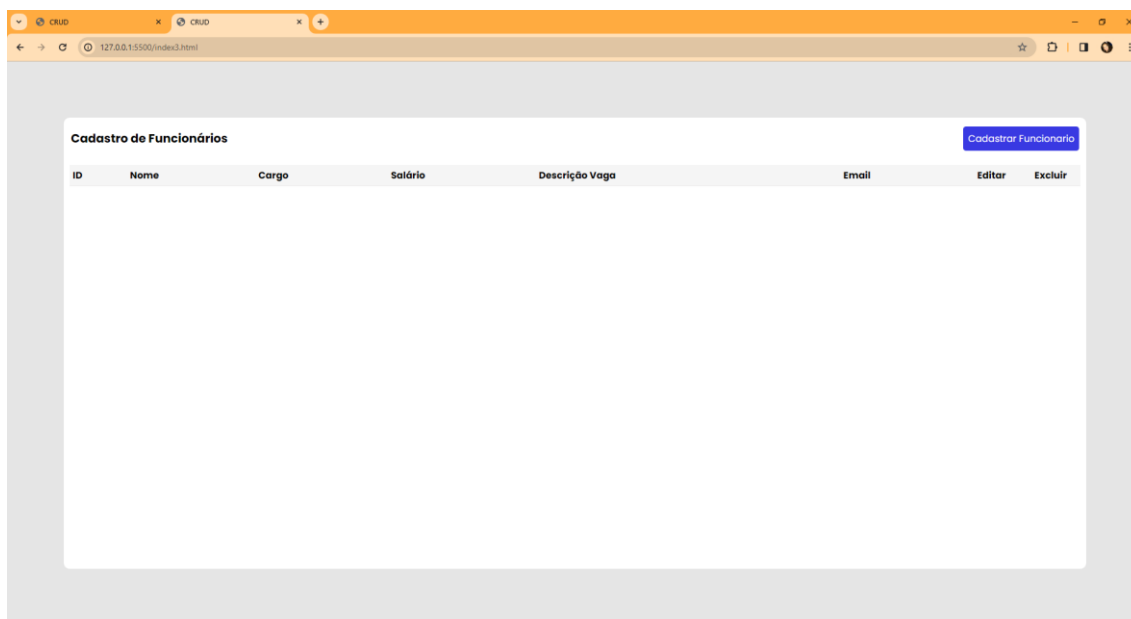 CRUD CRUD
127.0.0.1:5500/index3.html
Cadastro de Funcionários Cadastrar Funcionario
ID Nome Cargo Salário Descrição Vaga Email Editar Excluir